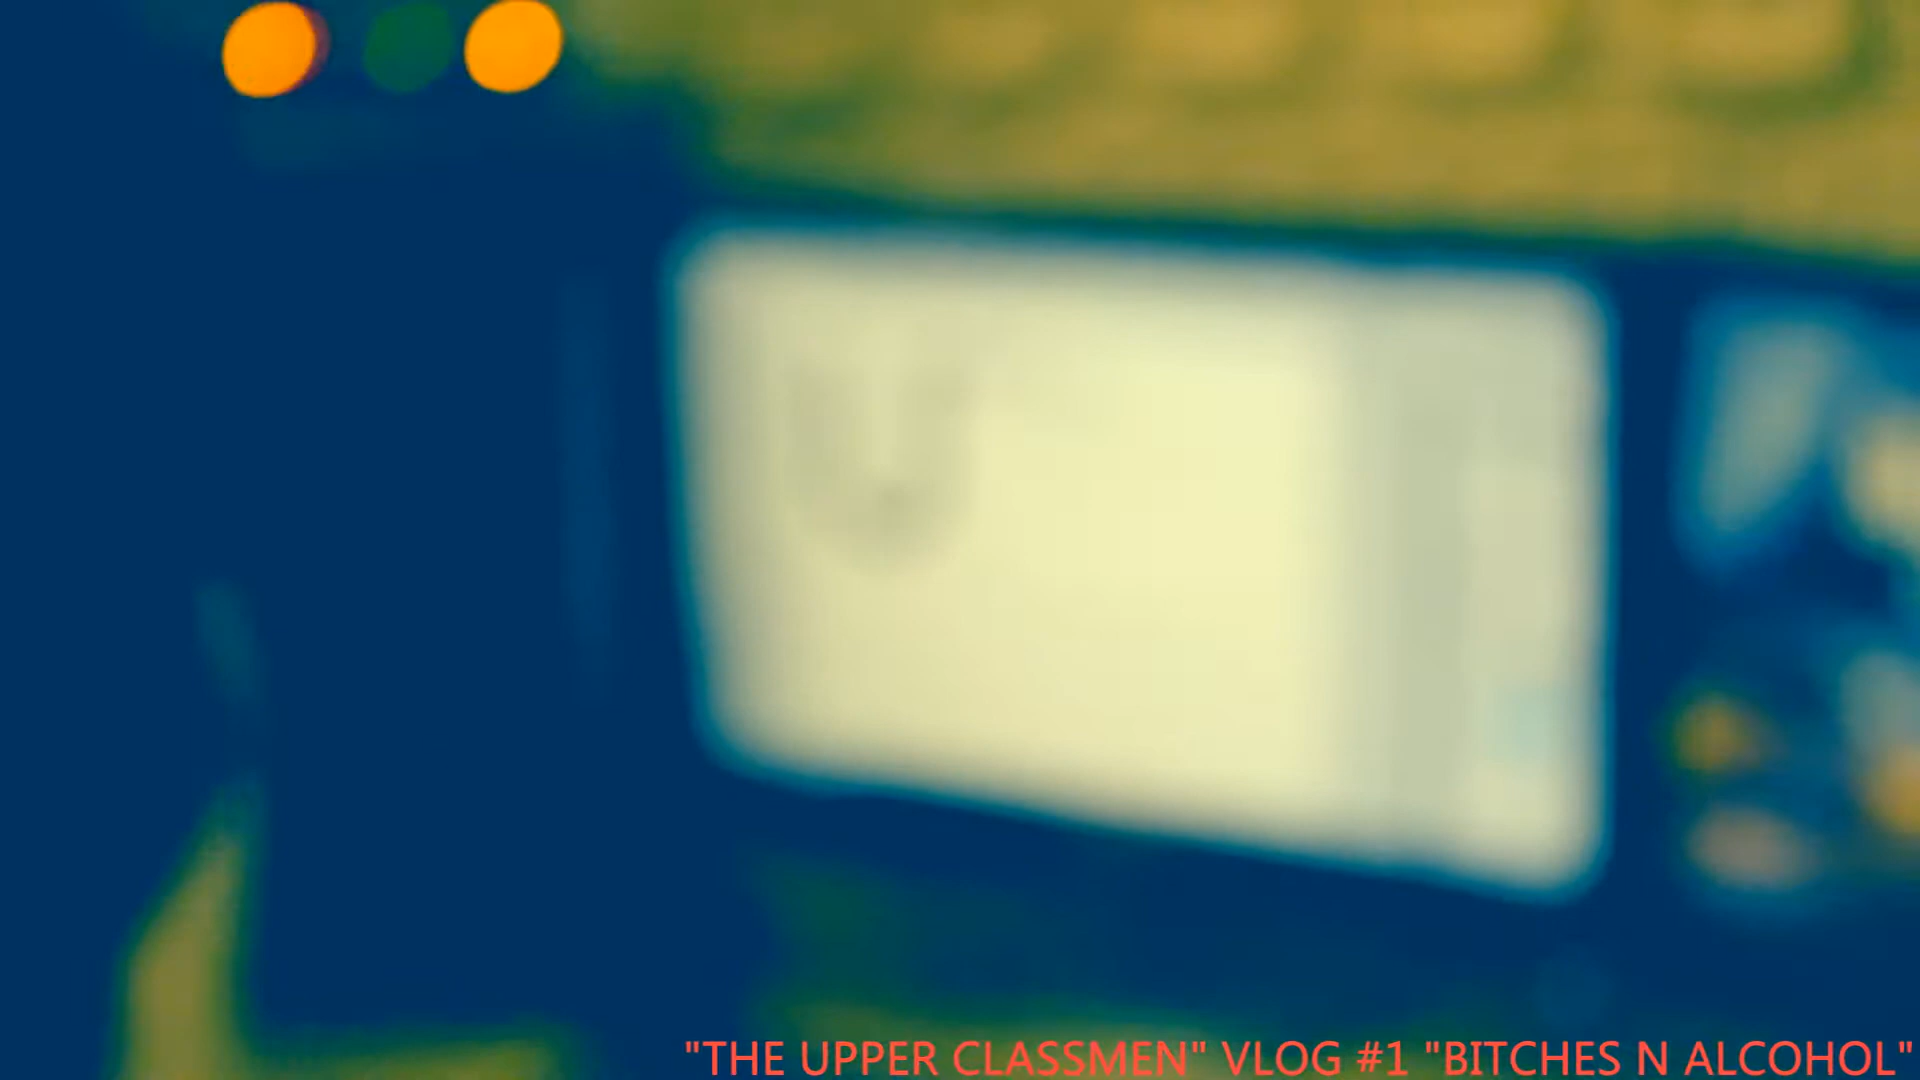 "THE UPPER CLASSMEN" VLOG #1 "BITCHES N ALCOHOL"